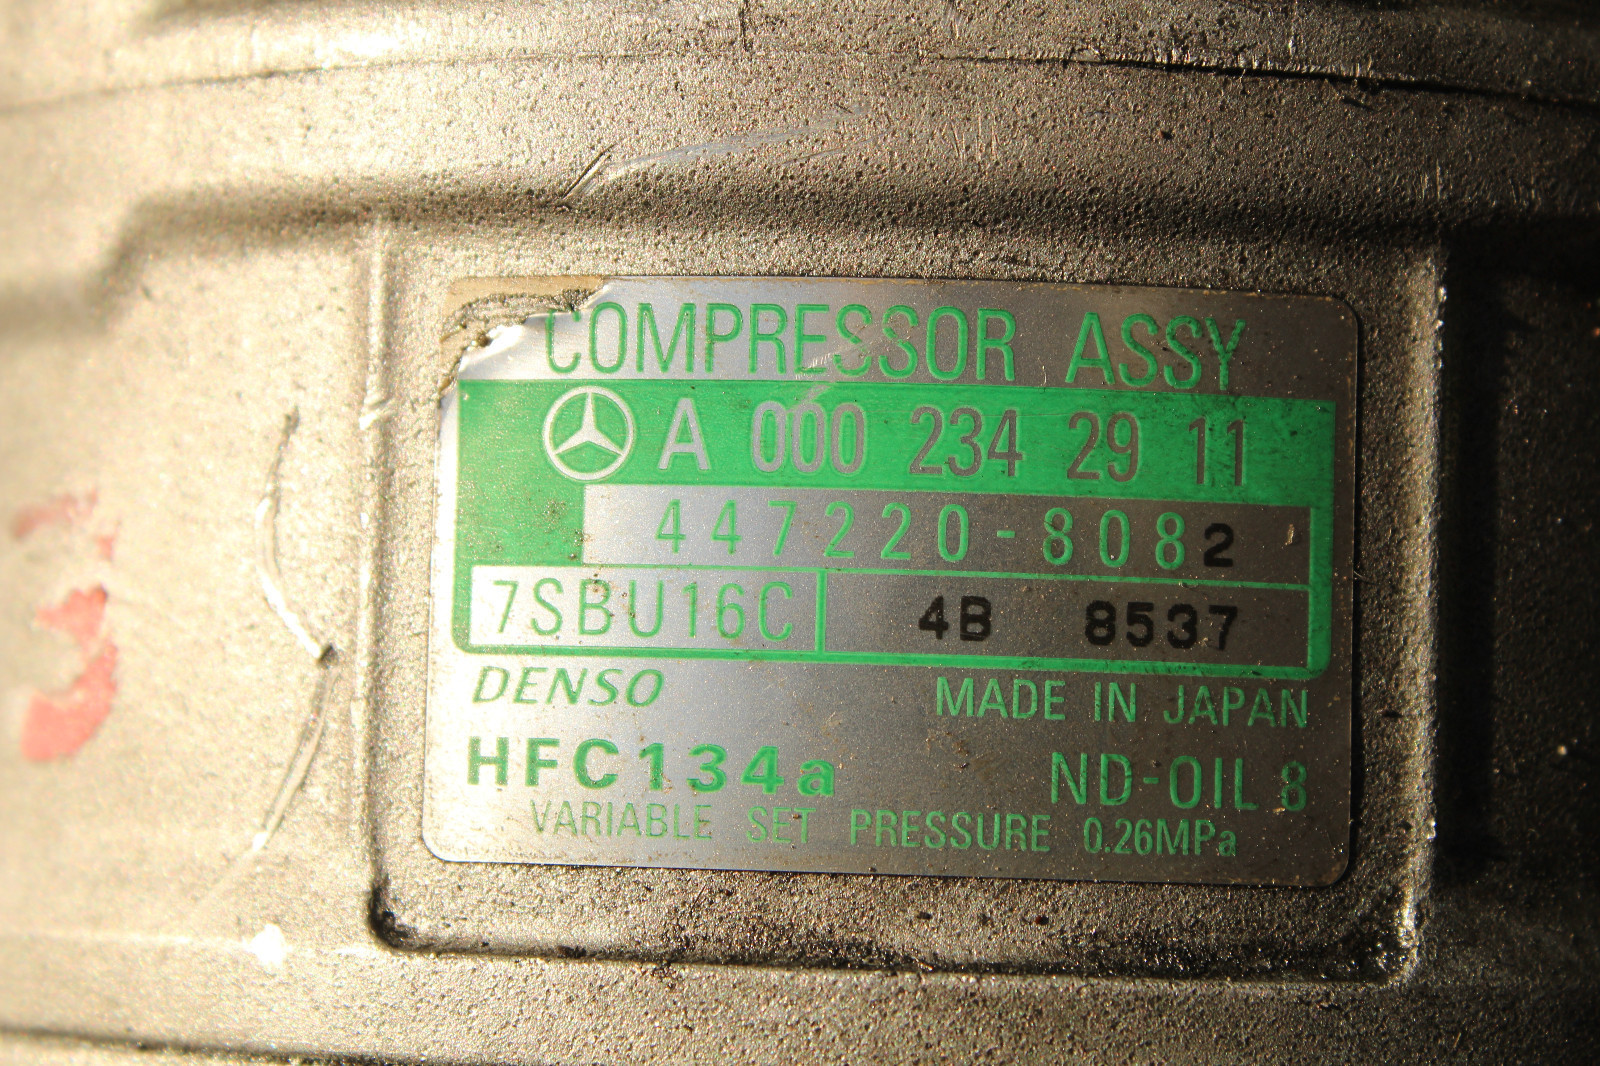 COMPRESSOR ASSY
A 000 234 29 11
447220-8082
7SBU16C 4B 8537
DENSO MADE IN JAPAN
HFC134a ND-OIL 8
VARIABLE SET PRESSURE 0.26MPa